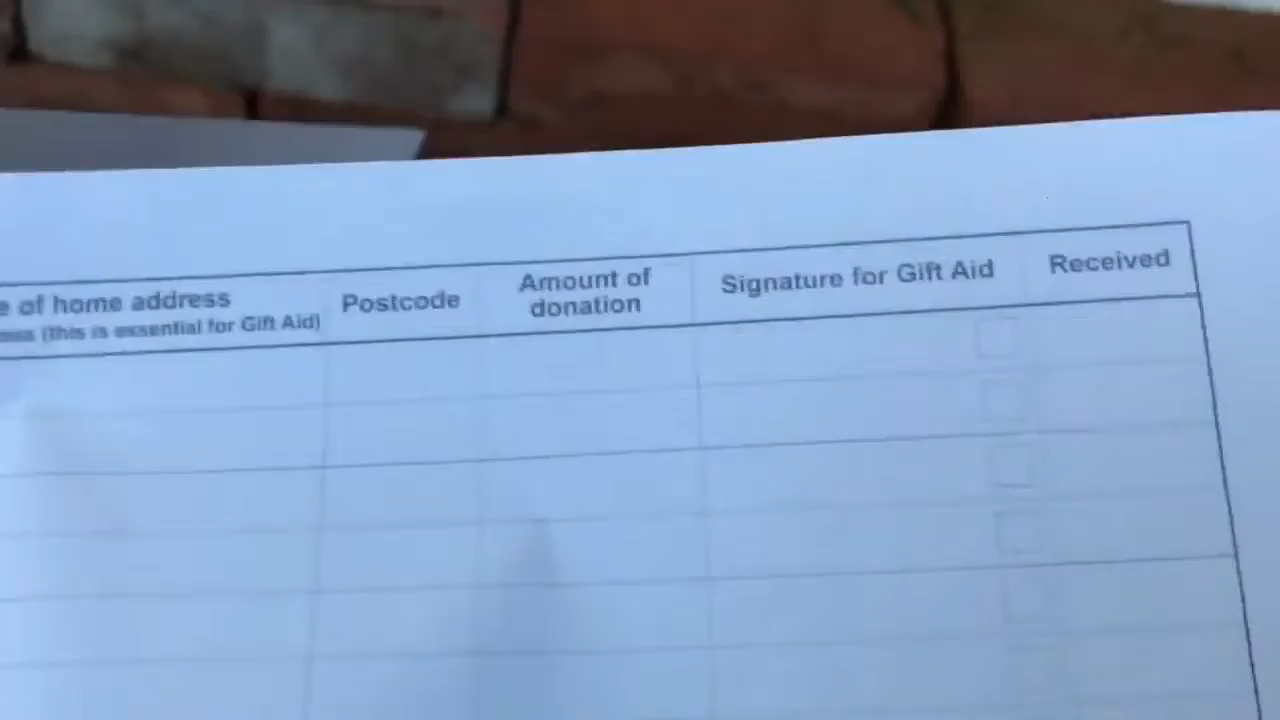 e of home address
(this is essential for Gift Aid)
Postcode
Amount of
donation
Signature for Gift Aid
Received